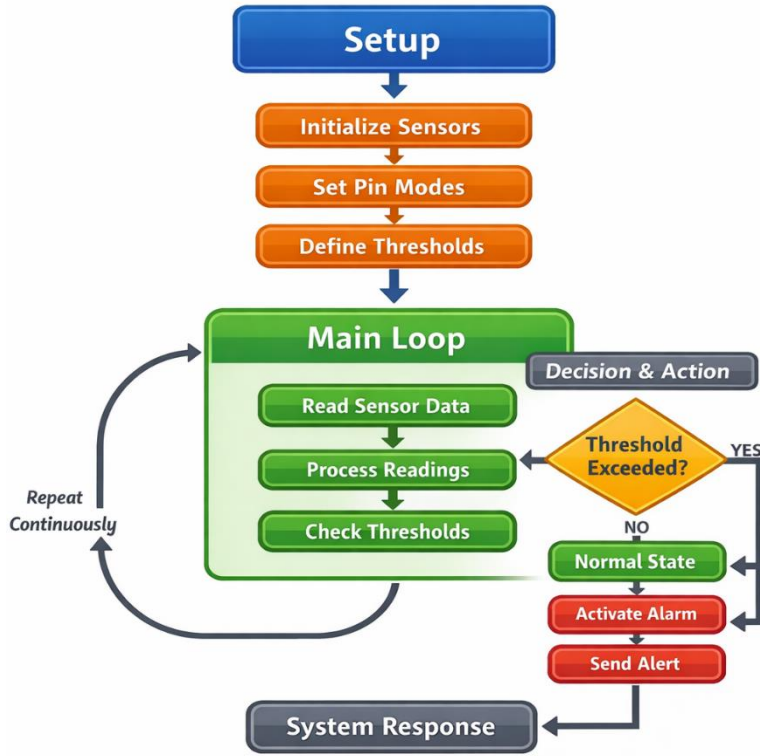 Setup
Initialize Sensors
Set Pin Modes
Define Thresholds
Main Loop
Decision & Action
Read Sensor Data
Threshold
Exceeded?
YES
Process Readings
Repeat
Continuously
Check Thresholds
NO
Normal State
Activate Alarm
Send Alert
System Response